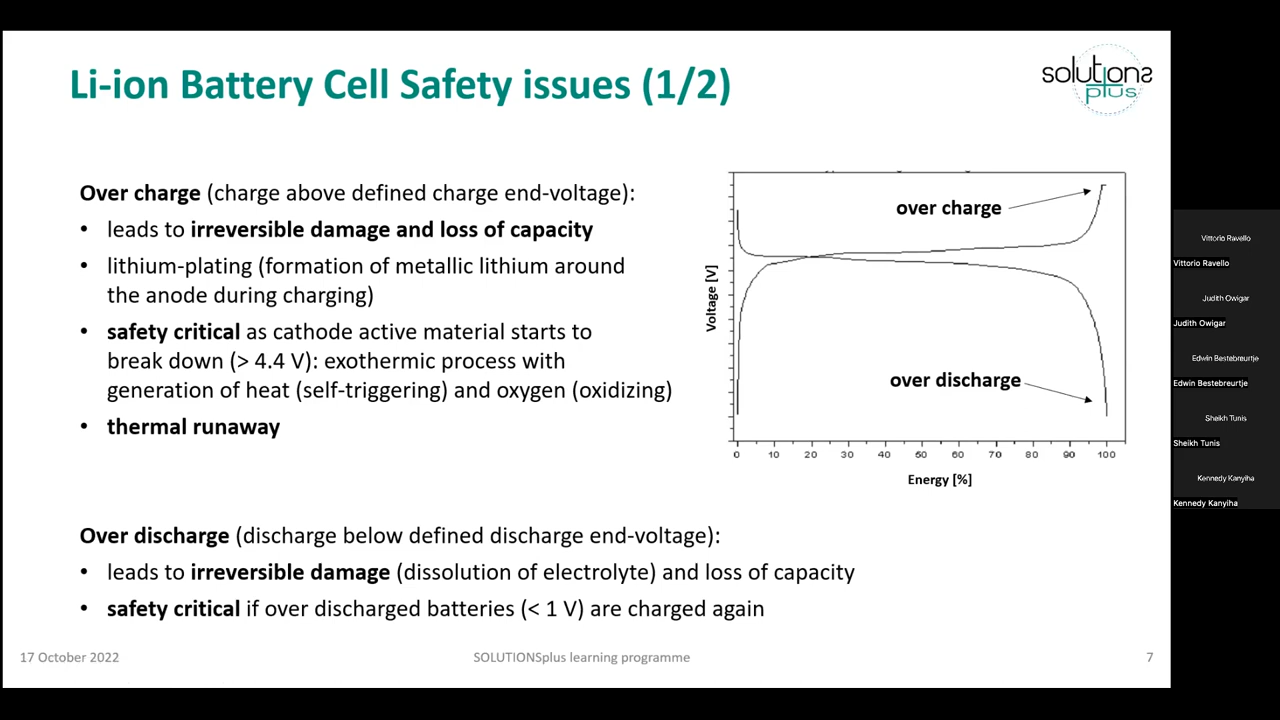 Li-ion Battery Cell Safety issues (1/2)
solutions
plus
Over charge (charge above defined charge end-voltage):
• leads to irreversible damage and loss of capacity
• lithium-plating (formation of metallic lithium around
the anode during charging)
• safety critical as cathode active material starts to
break down (> 4.4 V): exothermic process with
generation of heat (self-triggering) and oxygen (oxidizing)
• thermal runaway
over charge
over discharge
Voltage [V]
0 10 20 30 40 50 60 70 80 90 100
Energy [%]
Over discharge (discharge below defined discharge end-voltage):
• leads to irreversible damage (dissolution of electrolyte) and loss of capacity
• safety critical if over discharged batteries (< 1 V) are charged again
17 October 2022
SOLUTIONSplus learning programme
7
Vittorio Ravello
Vittorio Ravello
Judith Owigar
Judith Owigar
Edwin Bestebreurtje
Edwin Bestebreurtje
Sheikh Tunis
Sheikh Tunis
Kennedy Kanyiha
Kennedy Kanyiha